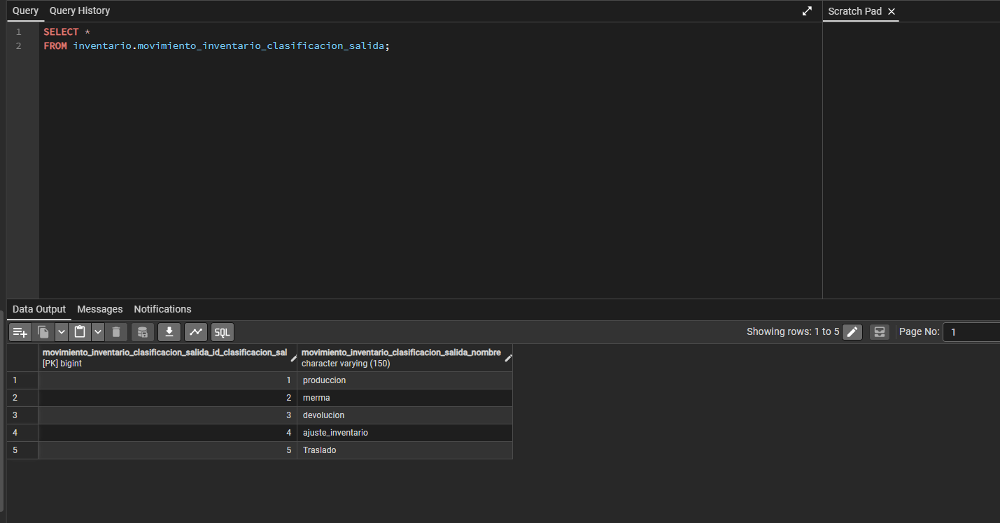 Query Query History
Scratch Pad
1 SELECT *
2 FROM inventario.movimiento_inventario_clasificacion_salida;
Data Output Messages Notifications
SQL
Showing rows: 1 to 5
Page No: 1
movimiento_inventario_clasificacion_salida_id_clasificacion_sal movimiento_inventario_clasificacion_salida_nombre
[PK] bigint character varying (150)
1 1 produccion
2 2 merma
3 3 devolucion
4 4 ajuste_inventario
5 5 Traslado